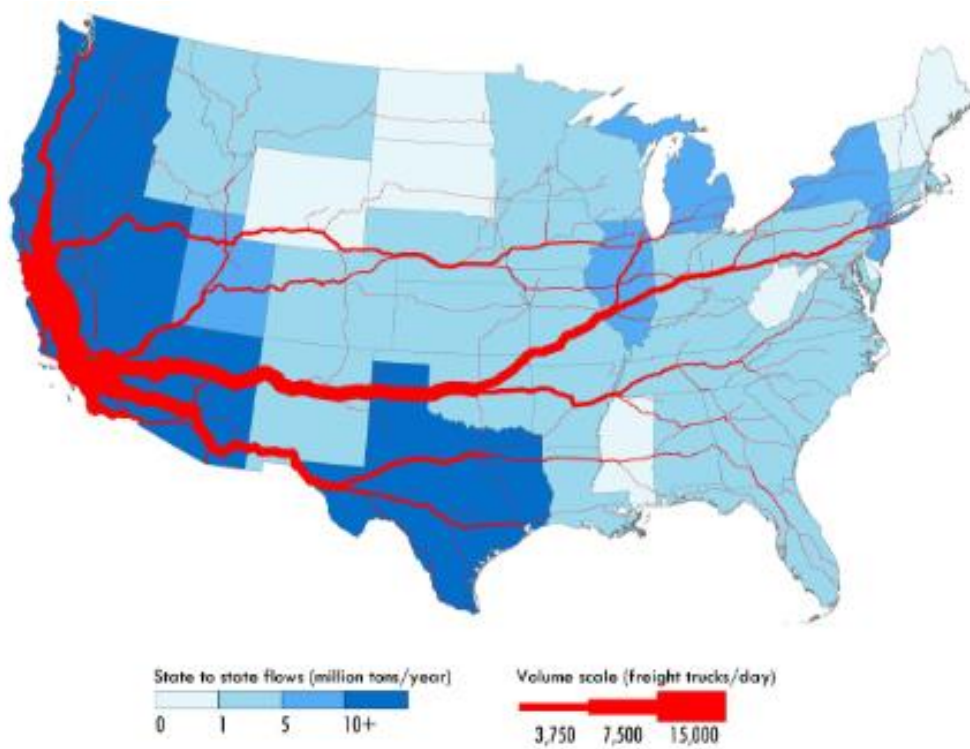 State to state flows (million tons/year)
0 1 5 10+
Volume scale (freight trucks/day)
3,750 7,500 15,000